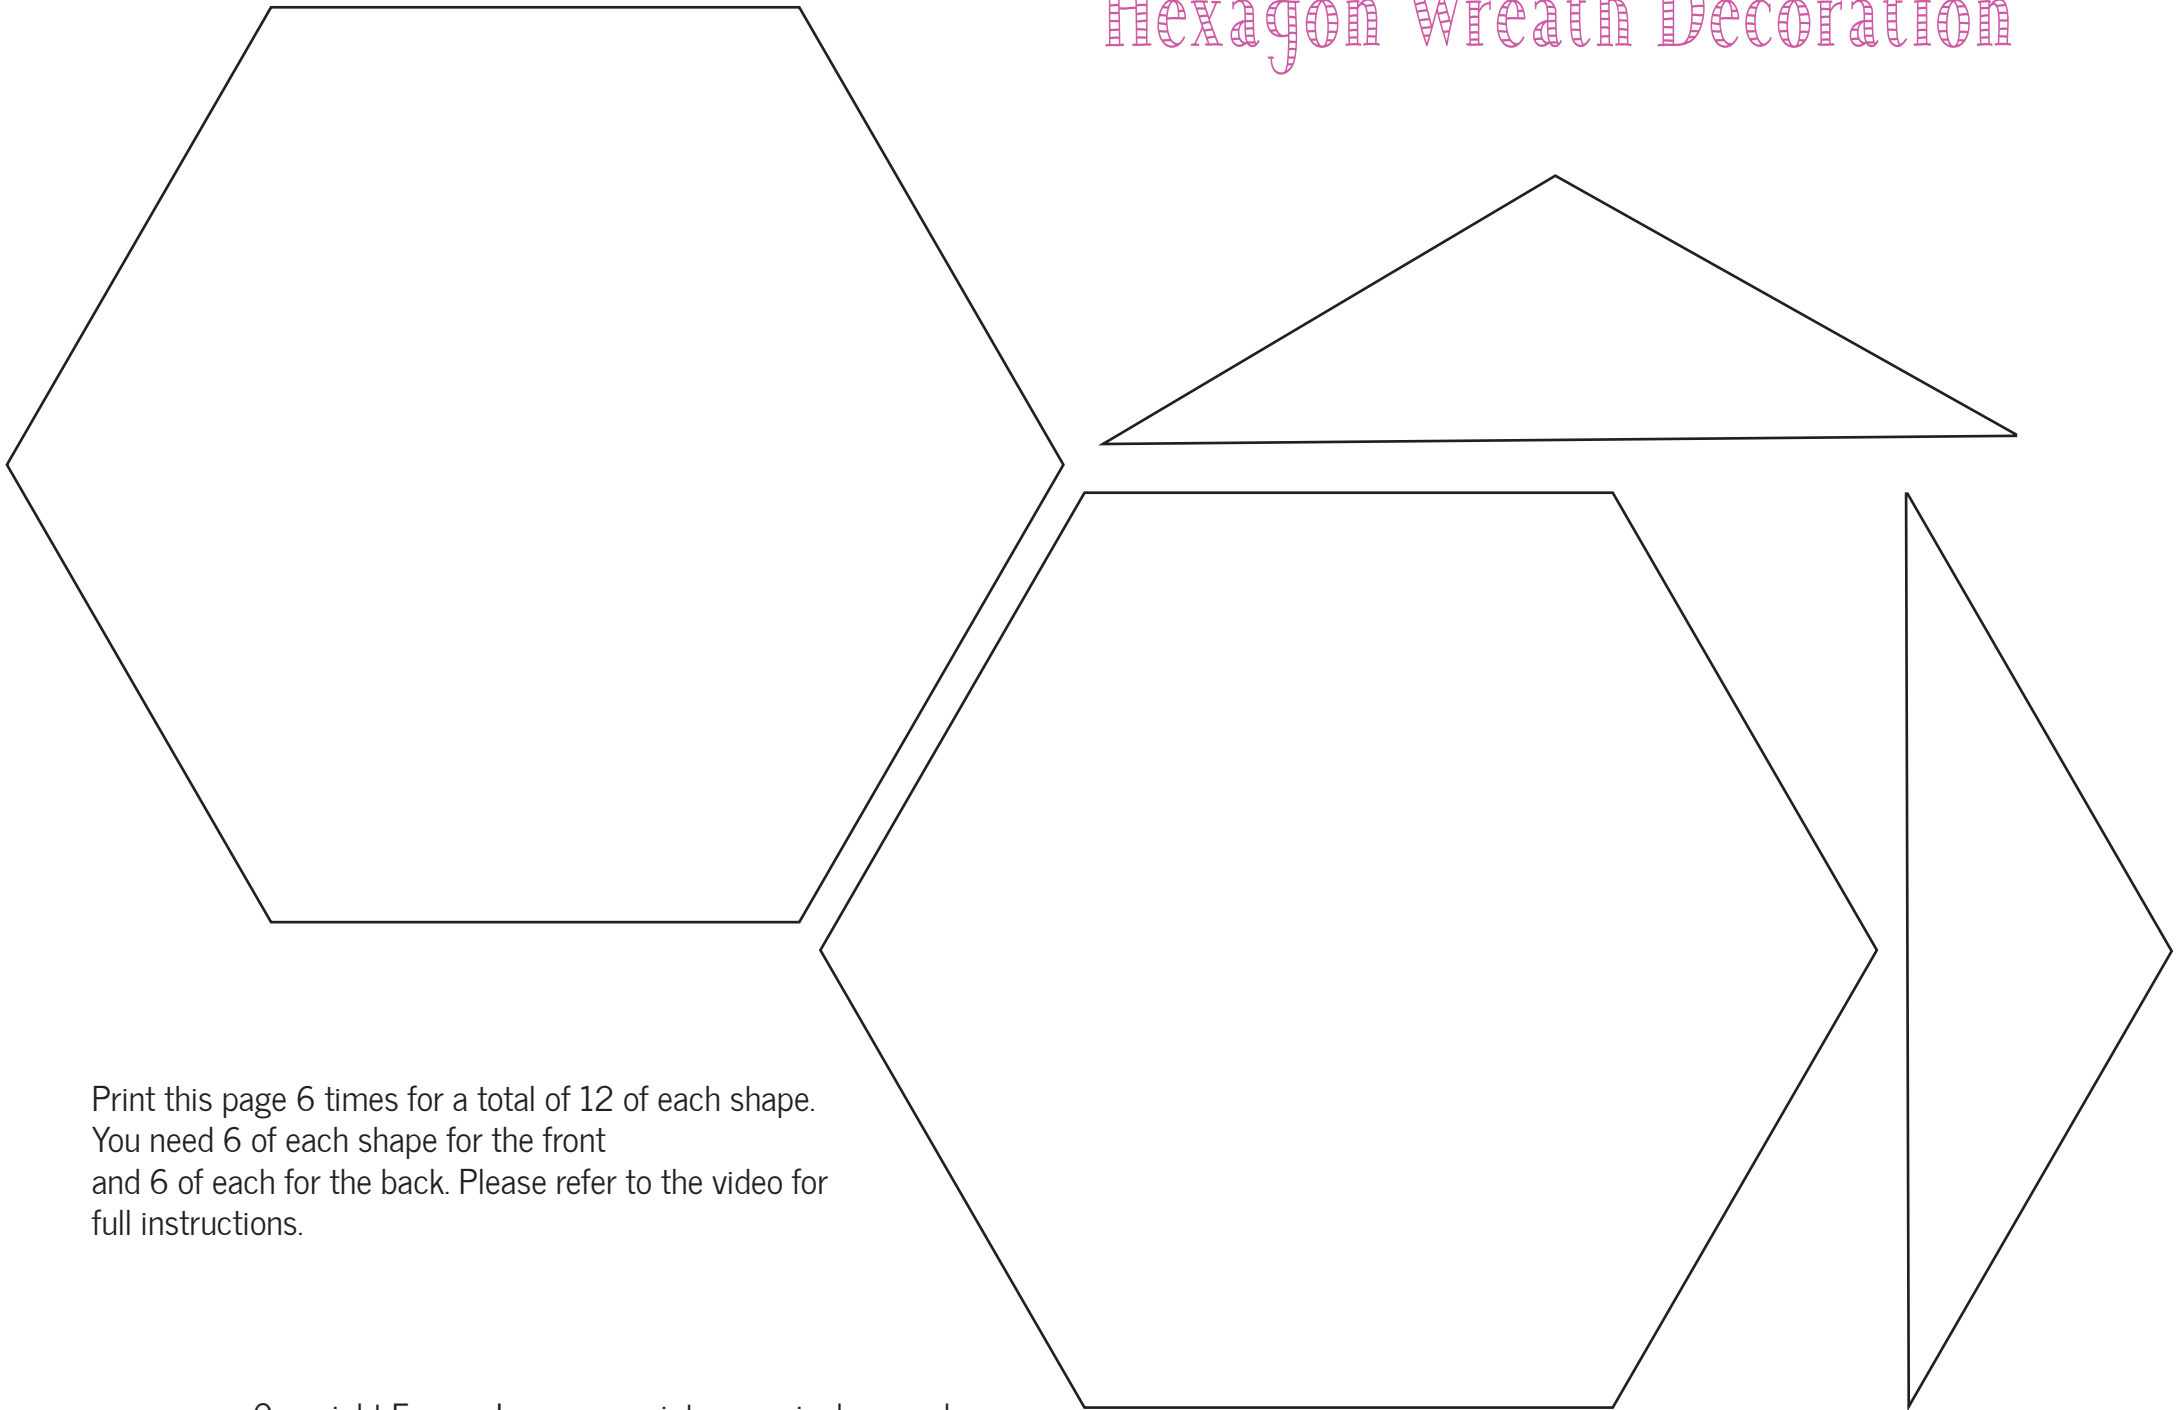 Hexagon Wreath Decoration
Print this page 6 times for a total of 12 of each shape.
You need 6 of each shape for the front
and 6 of each for the back. Please refer to the video for
full instructions.